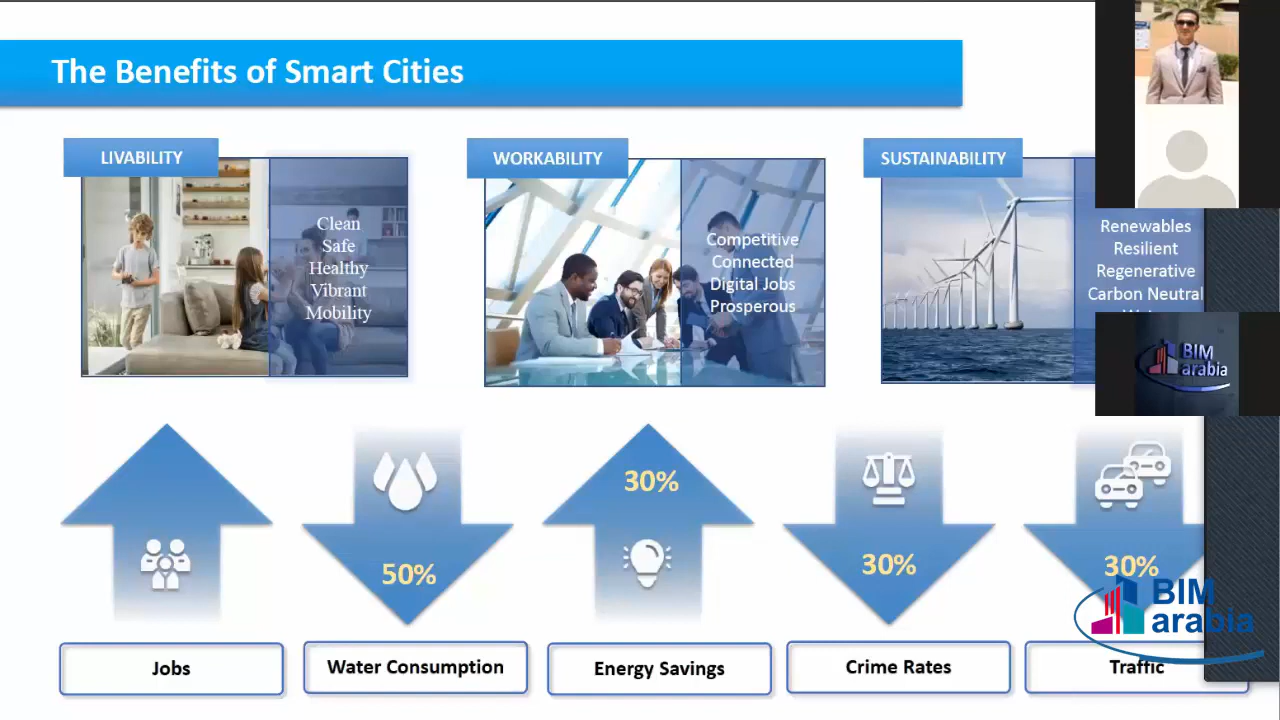 The Benefits of Smart Cities
LIVABILITY
Clean
Safe
Healthy
Vibrant
Mobility
WORKABILITY
Competitive
Connected
Digital Jobs
Prosperous
SUSTAINABILITY
Renewables
Resilient
Regenerative
Carbon Neutral
BIM
arabia
50%
30%
30%
30%
BIM
arabia
Jobs
Water Consumption
Energy Savings
Crime Rates
Traffic